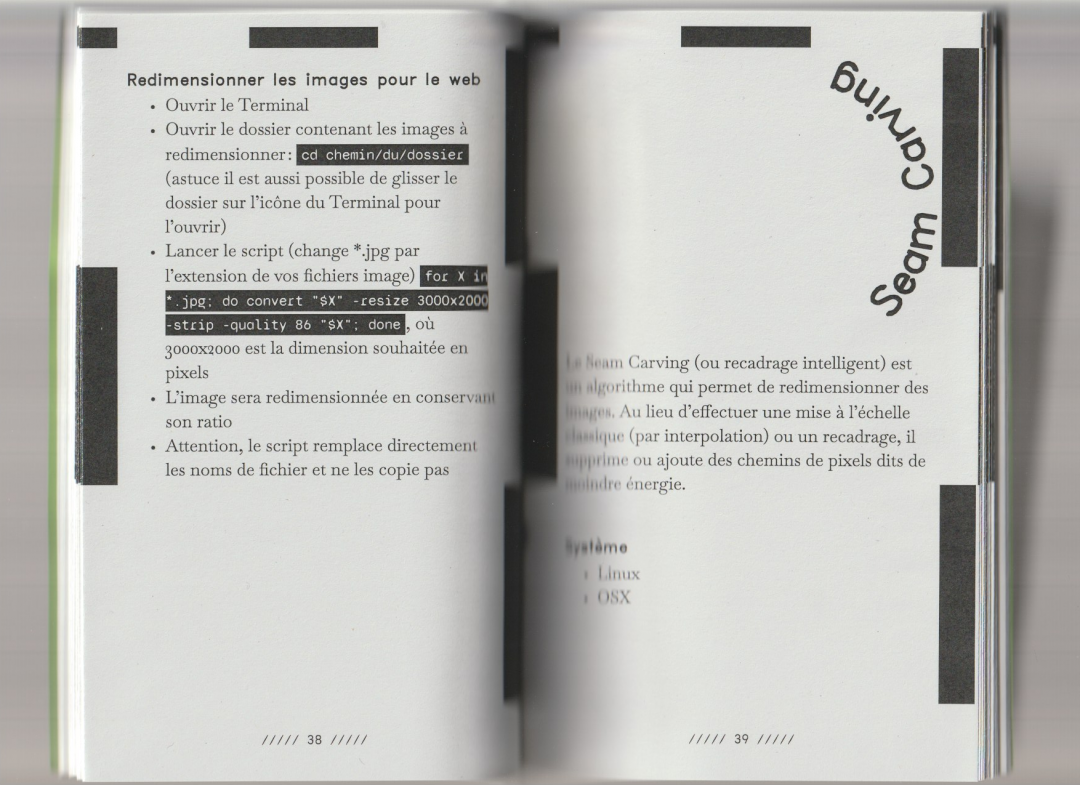 Redimensionner les images pour le web
• Ouvrir le Terminal
• Ouvrir le dossier contenant les images à
redimensionner: cd chemin/du/dossier
(astuce il est aussi possible de glisser le
dossier sur l'icône du Terminal pour
l'ouvrir)
• Lancer le script (change *.jpg par
l'extension de vos fichiers image) for X in
*.jpg; do convert "$X" -resize 3000x2000
-strip -quality 86 "$X"; done, où
3000x2000 est la dimension souhaitée en
pixels
• L'image sera redimensionnée en conservant
son ratio
• Attention, le script remplace directement
les noms de fichier et ne les copie pas
///// 38 /////
Seam Carving
Le Seam Carving (ou recadrage intelligent) est
un algorithme qui permet de redimensionner des
images. Au lieu d'effectuer une mise à l'échelle
classique (par interpolation) ou un recadrage, il
supprime ou ajoute des chemins de pixels dits de
moindre énergie.
Système
• Linux
• OSX
///// 39 /////